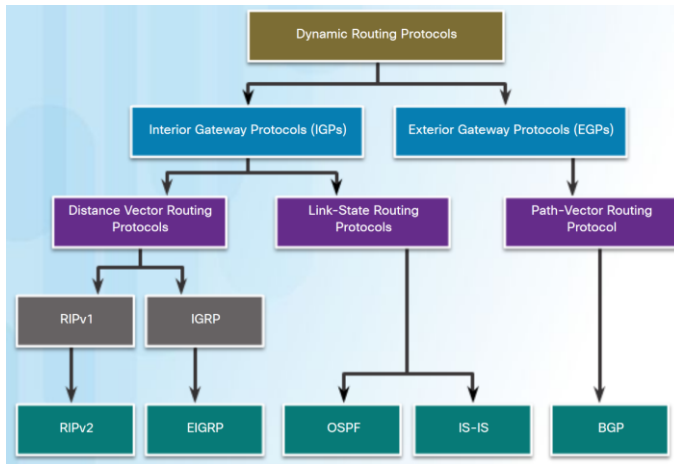 Dynamic Routing Protocols
Interior Gateway Protocols (IGPs)
Exterior Gateway Protocols (EGPs)
Distance Vector Routing
Protocols
Link-State Routing
Protocols
Path-Vector Routing
Protocol
RIPv1
IGRP
RIPv2
EIGRP
OSPF
IS-IS
BGP